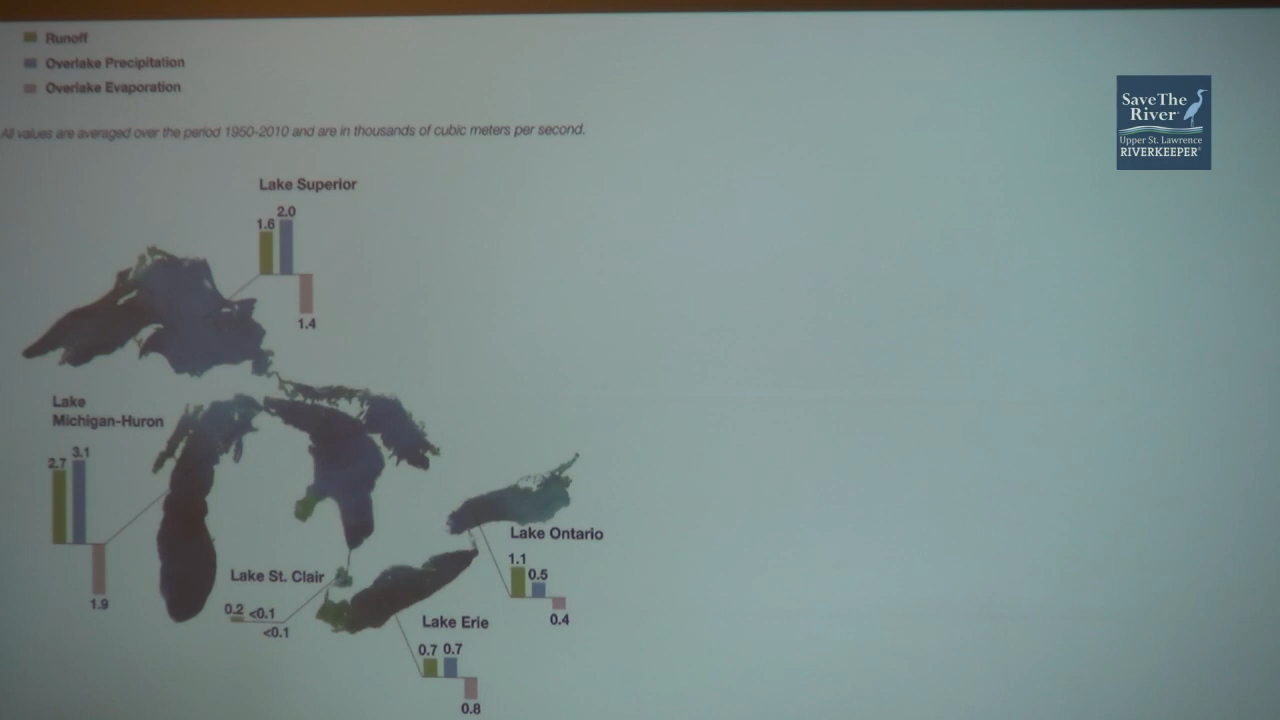 Runoff
Overlake Precipitation
Overlake Evaporation
All values are averaged over the period 1950-2010 and are in thousands of cubic meters per second.
Save The
River
Upper St. Lawrence
RIVERKEEPER®
Lake Superior
1.6
2.0
1.4
Lake
Michigan-Huron
2.7
3.1
1.9
Lake St. Clair
0.2
<0.1
<0.1
Lake Ontario
1.1
0.5
0.4
Lake Erie
0.7
0.7
0.8